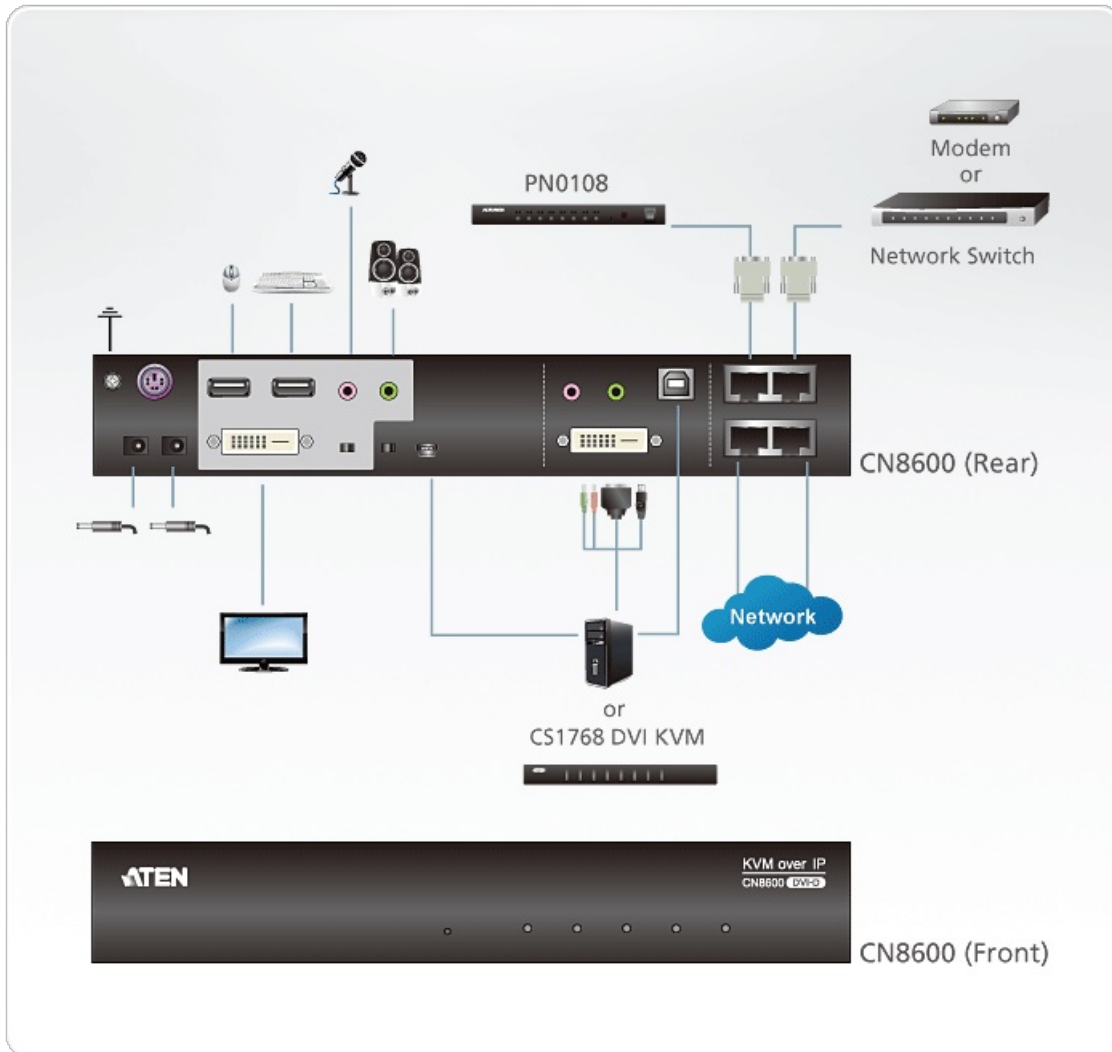 Modem
or
Network Switch
PN0108
CN8600 (Rear)
Network
or
CS1768 DVI KVM
ATEN
KVM over IP
CN8600 DVI-D
CN8600 (Front)